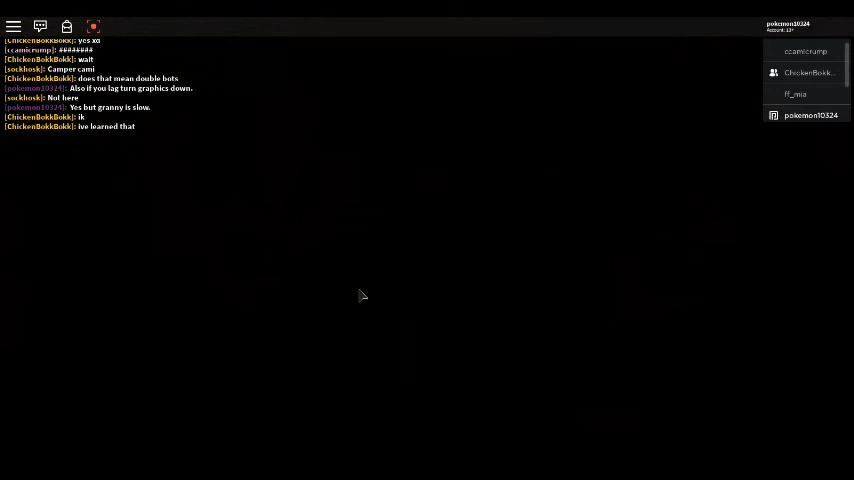 [ChickenBokkBokk]: yes xd
[ccamicrump]: ########
[ChickenBokkBokk]: wait
[sockhosk]: Camper cami
[ChickenBokkBokk]: does that mean double bots
[pokemon10324]: Also if you lag turn graphics down.
[sockhosk]: Not here
[pokemon10324]: Yes but granny is slow.
[ChickenBokkBokk]: ik
[ChickenBokkBokk]: ive learned that
pokemon10324
Account: 13+
ccamicrump
ChickenBokk...
ff_mia
pokemon10324